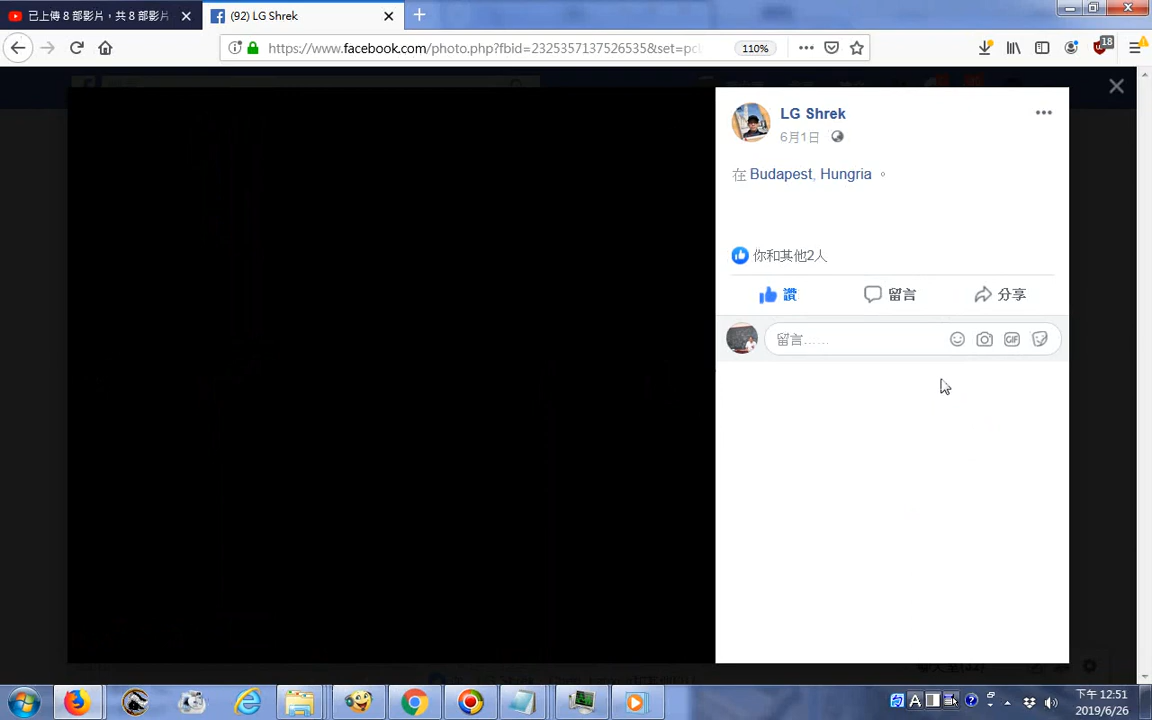 已上傳 8 部影片，共 8 部影片
(92) LG Shrek
https://www.facebook.com/photo.php?fbid=2325357137526535&set=pc
110%
18
LG Shrek
6月1日
在 Budapest, Hungria。
你和其他2人
讚
留言
分享
留言……
GIF
A
下午 12:51
2019/6/26